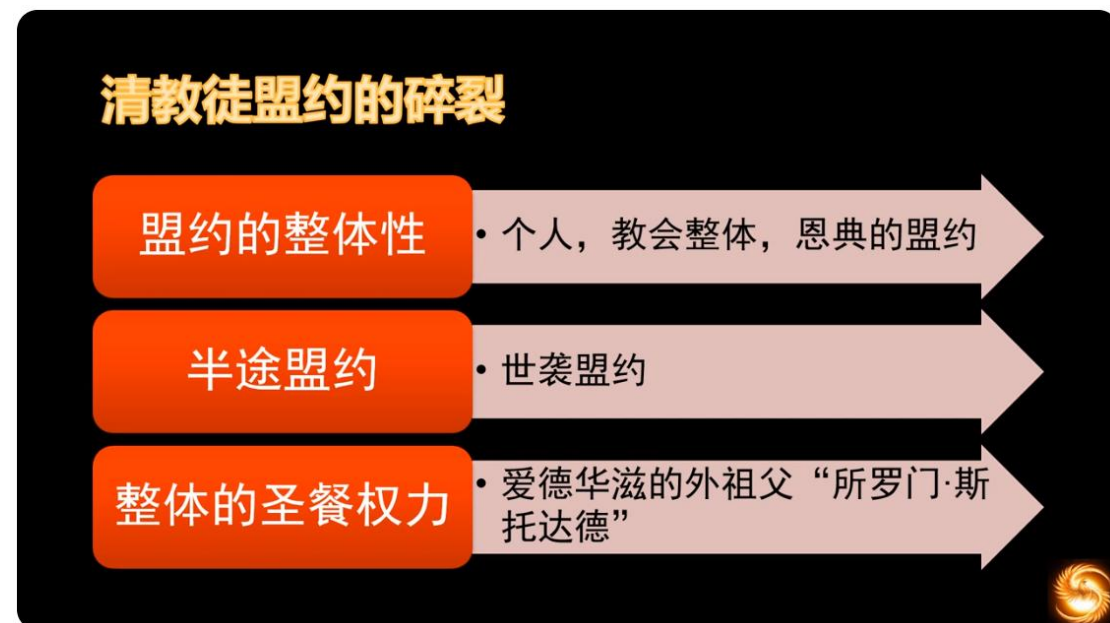 清教徒盟约的碎裂
盟约的整体性
• 个人，教会整体，恩典的盟约
半途盟约
• 世袭盟约
整体的圣餐权力
• 爱德华滋的外祖父“所罗门·斯
托达德”